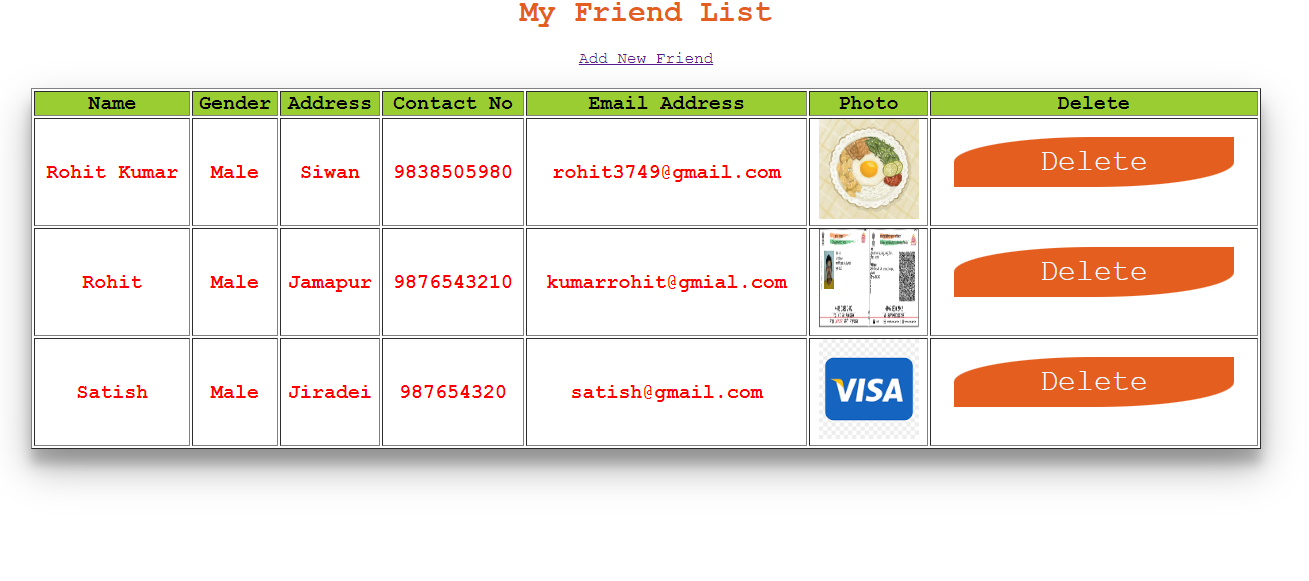 My Friend List
Add New Friend
Name Gender Address Contact No Email Address Photo Delete
Rohit Kumar Male Siwan 9838505980 rohit3749@gmail.com Delete
Rohit Male Jamapur 9876543210 kumarrohit@gmial.com Delete
Satish Male Jiradei 987654320 satish@gmail.com VISA Delete